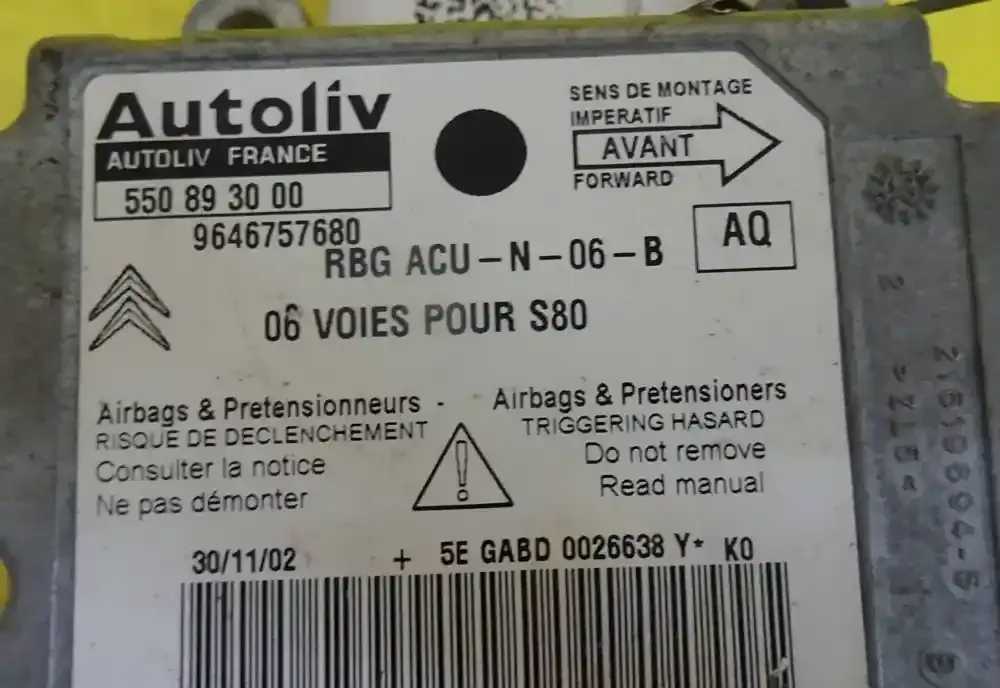 Autoliv
AUTOLIV FRANCE
550 89 30 00
9646757680
SENS DE MONTAGE
IMPERATIF
AVANT
FORWARD
RBG ACU-N-06-B
AQ
06 VOIES POUR S80
Airbags & Pretensionneurs -
RISQUE DE DECLENCHEMENT
Consulter la notice
Ne pas démonter
Airbags & Pretensioners
TRIGGERING HASARD
Do not remove
Read manual
30/11/02 + 5E GABD 0026638 Y* K0